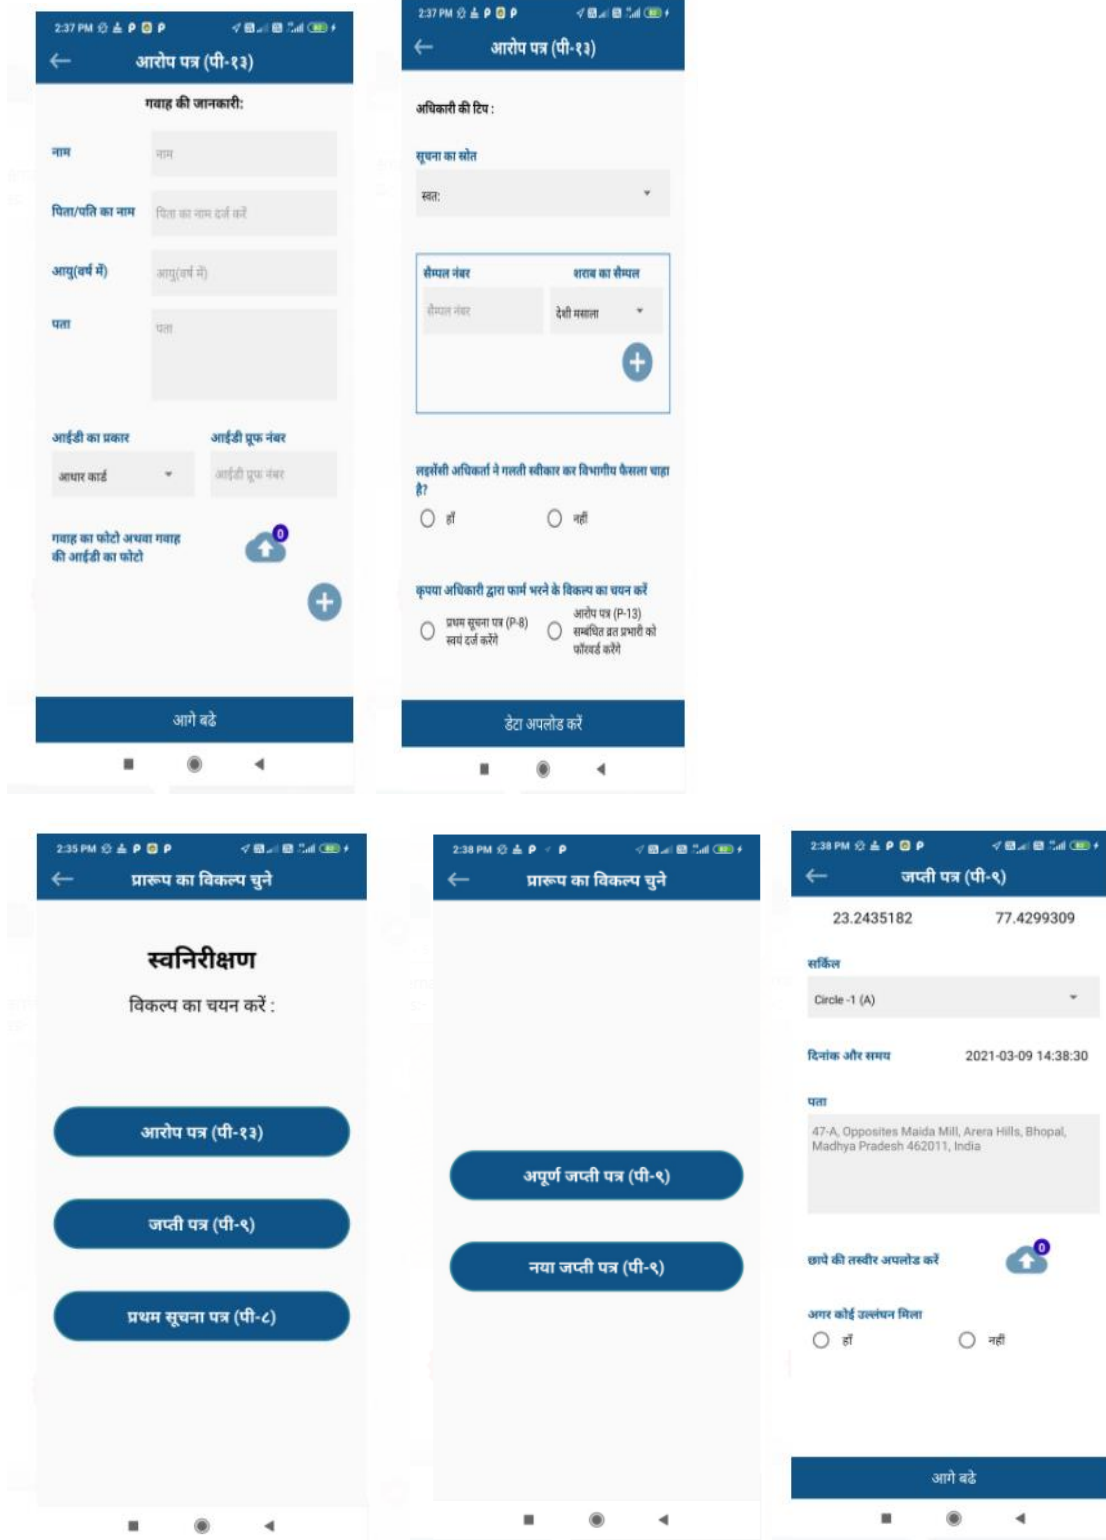 2:37 PM
आरोप पत्र (पी-१३)
गवाह की जानकारी:
नाम
नाम
पिता/पति का नाम
पिता का नाम दर्ज करें
आयु(वर्ष में)
आयु(वर्ष में)
पता
पता
आईडी का प्रकार
आईडी प्रूफ नंबर
आधार कार्ड
आईडी प्रूफ नंबर
गवाह का फोटो अथवा गवाह
की आईडी का फोटो
0
आगे बढे
2:37 PM
आरोप पत्र (पी-१३)
अधिकारी की टिप :
सूचना का स्रोत
स्वत:
सैम्पल नंबर
शराब का सैम्पल
सैम्पल नंबर
देशी मसाला
लइसेंसी अधिकर्ता ने गलती स्वीकार कर विभागीय फैसला चाहा
है?
हाँ
नहीं
कृपया अधिकारी द्वारा फार्म भरने के विकल्प का चयन करें
प्रथम सूचना पत्र (P-8)
स्वयं दर्ज करेंगे
आरोप पत्र (P-13)
सम्बंधित व्रत प्रभारी को
फॉरवर्ड करेंगे
डेटा अपलोड करें
2:35 PM
प्रारूप का विकल्प चुने
स्वनिरीक्षण
विकल्प का चयन करें :
आरोप पत्र (पी-१३)
जप्ती पत्र (पी-९)
प्रथम सूचना पत्र (पी-८)
2:38 PM
प्रारूप का विकल्प चुने
अपूर्ण जप्ती पत्र (पी-९)
नया जप्ती पत्र (पी-९)
2:38 PM
जप्ती पत्र (पी-९)
23.2435182
77.4299309
सर्किल
Circle -1 (A)
दिनांक और समय
2021-03-09 14:38:30
पता
47-A, Opposites Maida Mill, Arera Hills, Bhopal,
Madhya Pradesh 462011, India
छापे की तस्वीर अपलोड करें
0
अगर कोई उल्लंघन मिला
हाँ
नहीं
आगे बढे